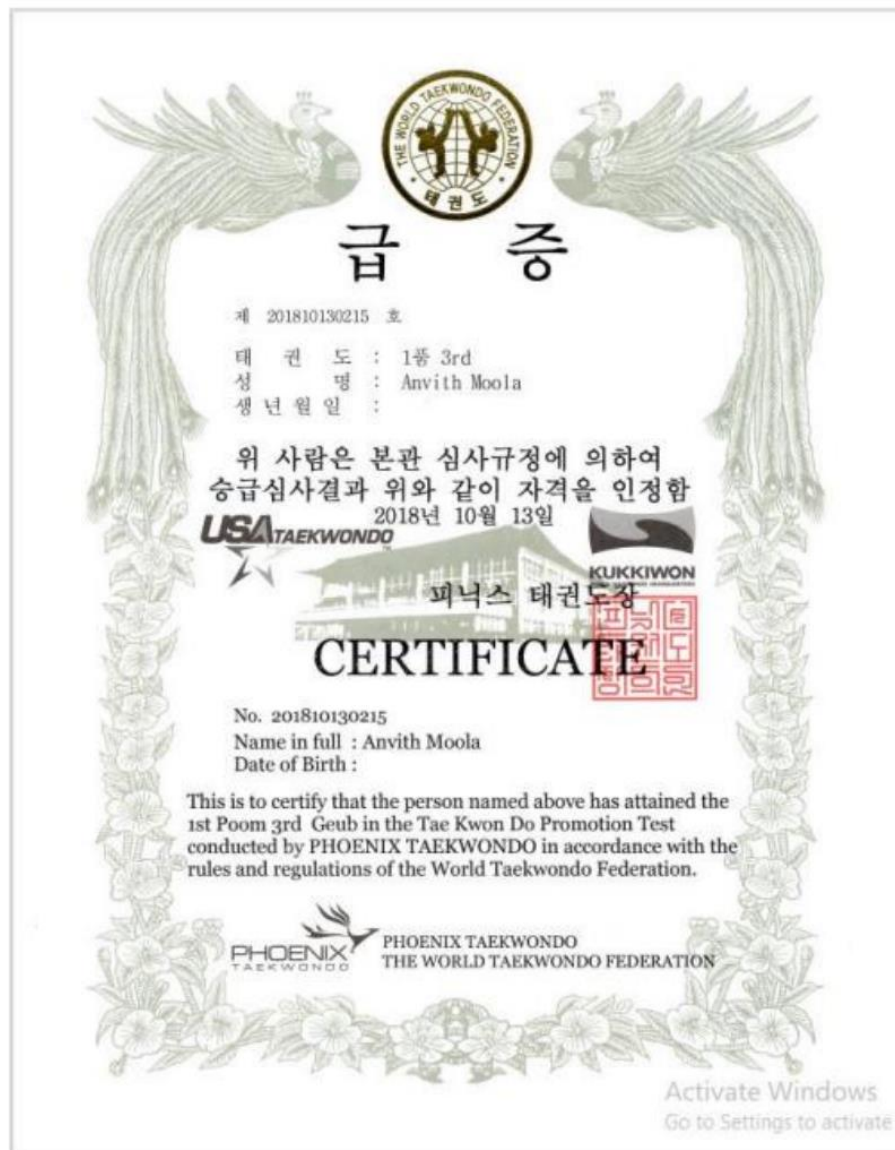 THE WORLD TAEKWONDO FEDERATION
태권도
급 증
제 201810130215 호
태 권 도 : 1품 3rd
성 명 : Anvith Moola
생년월일 :
위 사람은 본관 심사규정에 의하여
승급심사결과 위와 같이 자격을 인정함
2018년 10월 13일
USA TAEKWONDO
KUKKIWON
피닉스 태권도장
CERTIFICATE
No. 201810130215
Name in full : Anvith Moola
Date of Birth :
This is to certify that the person named above has attained the
1st Poom 3rd Geub in the Tae Kwon Do Promotion Test
conducted by PHOENIX TAEKWONDO in accordance with the
rules and regulations of the World Taekwondo Federation.
PHOENIX
TAEKWONDO
PHOENIX TAEKWONDO
THE WORLD TAEKWONDO FEDERATION
Activate Windows
Go to Settings to activate